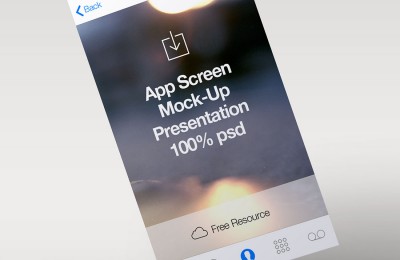 Back
App Screen
Mock-Up
Presentation
100% psd
Free Resource